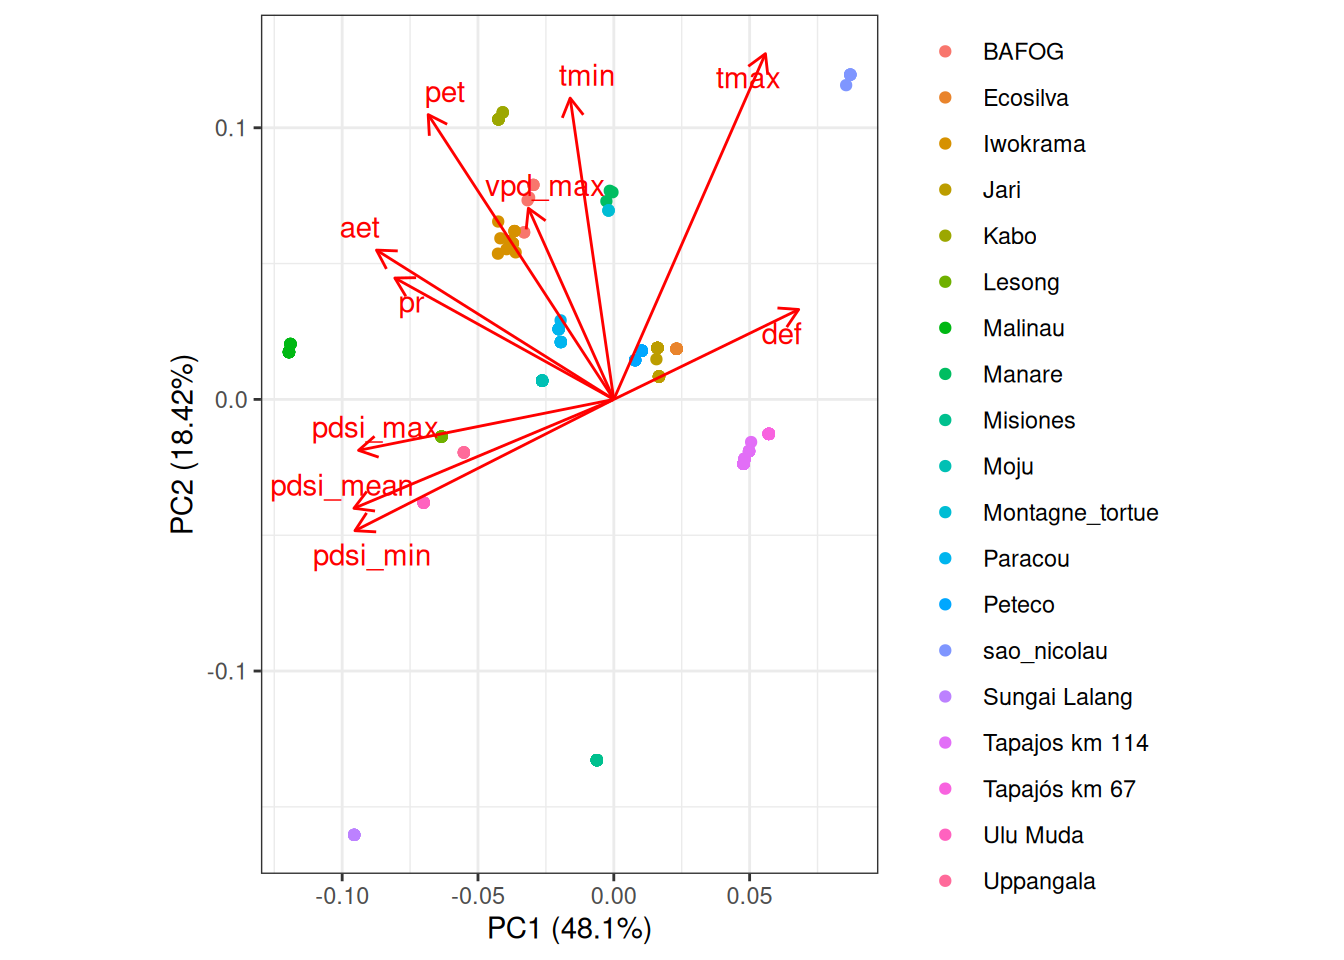 tmin
tmax
pet
vpd_max
aet
pr
def
pdsi_max
pdsi_mean
pdsi_min
0.1
0.0
-0.1
-0.10
-0.05
0.00
0.05
PC1 (48.1%)
PC2 (18.42%)
BAFOG
Ecosilva
Iwokrama
Jari
Kabo
Lesong
Malinau
Manare
Misiones
Moju
Montagne_tortue
Paracou
Peteco
sao_nicolau
Sungai Lalang
Tapajos km 114
Tapajós km 67
Ulu Muda
Uppangala